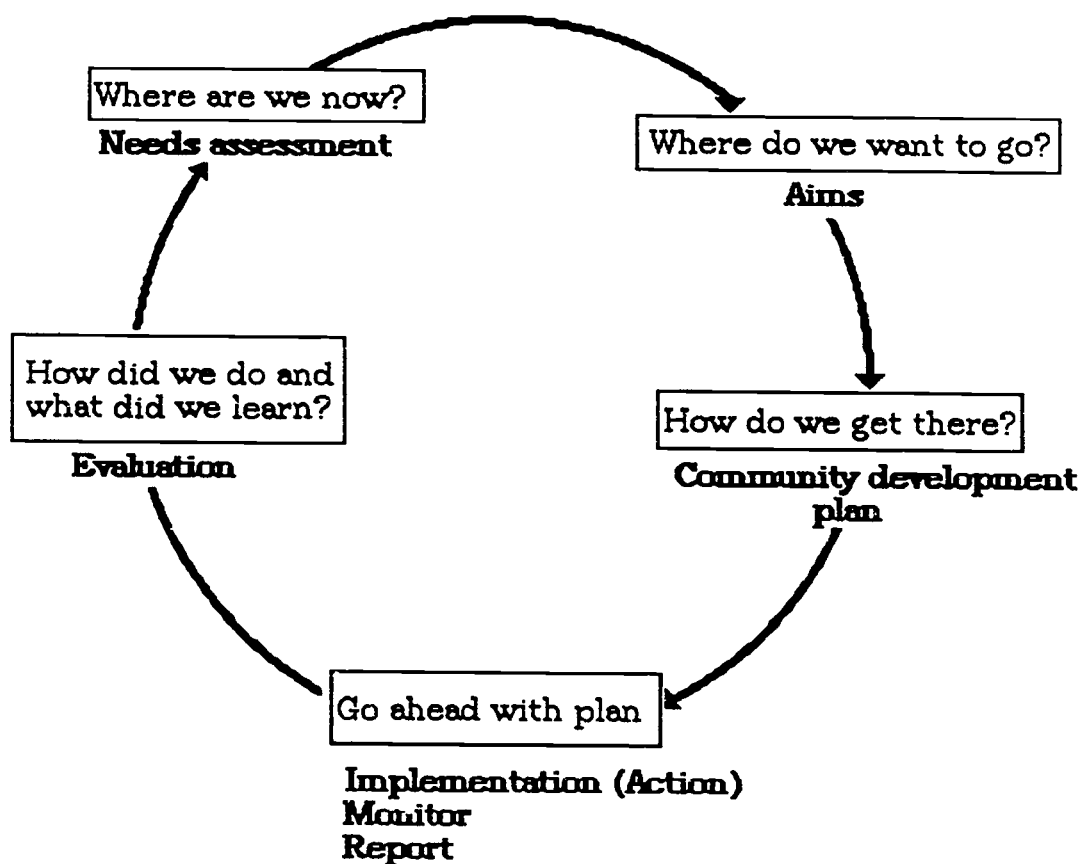 Where are we now?
Needs assessment
Where do we want to go?
Aims
How do we get there?
Community development
plan
Go ahead with plan
Implementation (Action)
Monitor
Report
How did we do and
what did we learn?
Evaluation